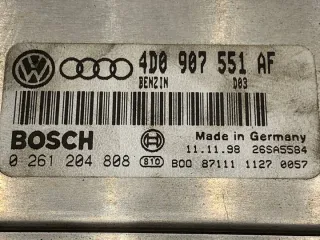 4D0 907 551 AF
BENZIN D03
BOSCH
Made in Germany
11.11.98 26SA5584
0 261 204 808 B10 B00 87111 1127 0057